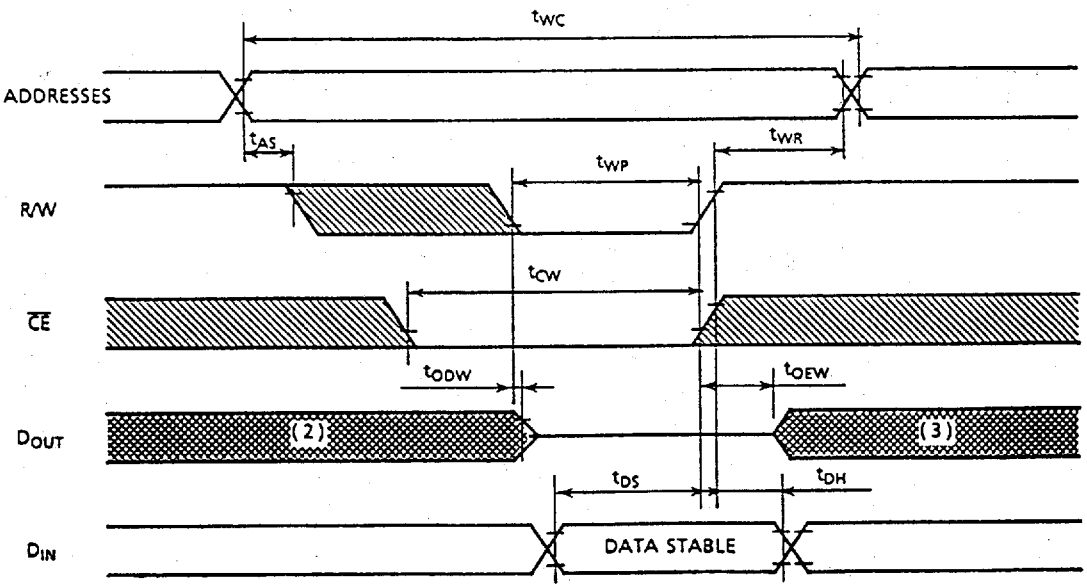 tWC
ADDRESSES
tAS
tWR
tWP
R/W
tCW
CE
tODW
tOEW
DOUT
(2)
(3)
tDS
tDH
DIN
DATA STABLE